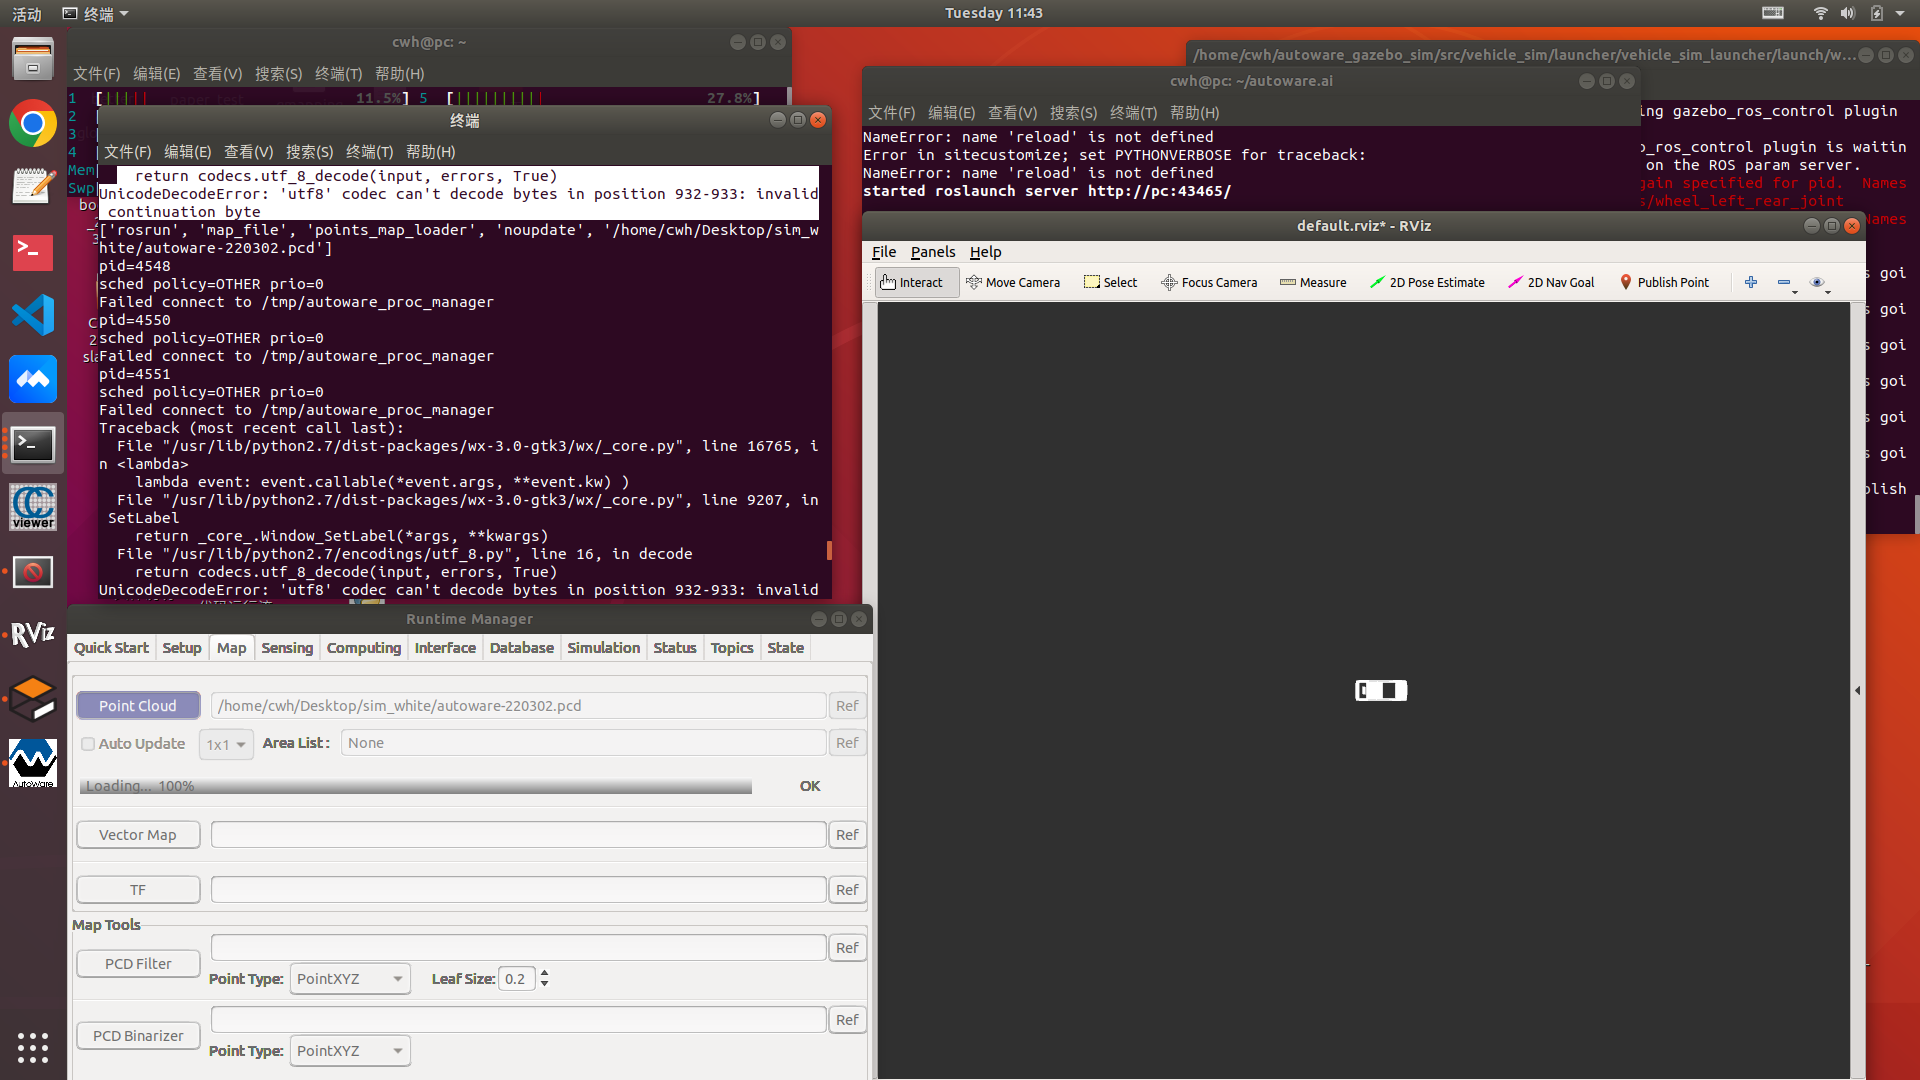 活动
终端
Tuesday 11:43
cwh@pc: ~
文件(F) 编辑(E) 查看(V) 搜索(S) 终端(T) 帮助(H)
1 [||||| 11.5%] 5 [|||||||||| 27.8%]
2
3
4
Mem
Swp
终端
文件(F) 编辑(E) 查看(V) 搜索(S) 终端(T) 帮助(H)
return codecs.utf_8_decode(input, errors, True)
UnicodeDecodeError: 'utf8' codec can't decode bytes in position 932-933: invalid
continuation byte
['rosrun', 'map_file', 'points_map_loader', 'noupdate', '/home/cwh/Desktop/sim_w
hite/autoware-220302.pcd']
pid=4548
sched policy=OTHER prio=0
Failed connect to /tmp/autoware_proc_manager
pid=4550
sched policy=OTHER prio=0
Failed connect to /tmp/autoware_proc_manager
pid=4551
sched policy=OTHER prio=0
Failed connect to /tmp/autoware_proc_manager
Traceback (most recent call last):
File "/usr/lib/python2.7/dist-packages/wx-3.0-gtk3/wx/_core.py", line 16765, i
n <lambda>
lambda event: event.callable(*event.args, **event.kw) )
File "/usr/lib/python2.7/dist-packages/wx-3.0-gtk3/wx/_core.py", line 9207, in
SetLabel
return _core_.Window_SetLabel(*args, **kwargs)
File "/usr/lib/python2.7/encodings/utf_8.py", line 16, in decode
return codecs.utf_8_decode(input, errors, True)
UnicodeDecodeError: 'utf8' codec can't decode bytes in position 932-933: invalid
/home/cwh/autoware_gazebo_sim/src/vehicle_sim/launcher/vehicle_sim_launcher/launch/w...
cwh@pc: ~/autoware.ai
文件(F) 编辑(E) 查看(V) 搜索(S) 终端(T) 帮助(H)
NameError: name 'reload' is not defined
Error in sitecustomize; set PYTHONVERBOSE for traceback:
NameError: name 'reload' is not defined
started roslaunch server http://pc:43465/
ing gazebo_ros_control plugin
o_ros_control plugin is waitin
on the ROS param server.
gain specified for pid. Names
s/wheel_left_rear_joint
Names
s goi
s goi
s goi
s goi
s goi
s goi
blish
default.rviz* - RViz
File Panels Help
Interact Move Camera Select Focus Camera Measure 2D Pose Estimate 2D Nav Goal Publish Point
Runtime Manager
Quick Start Setup Map Sensing Computing Interface Database Simulation Status Topics State
Point Cloud /home/cwh/Desktop/sim_white/autoware-220302.pcd Ref
Auto Update 1x1 Area List : None Ref
Loading... 100% OK
Vector Map Ref
TF Ref
Map Tools
PCD Filter Ref
Point Type: PointXYZ Leaf Size: 0.2
PCD Binarizer Ref
Point Type: PointXYZ
CC
viewer
RViz
AutoWare